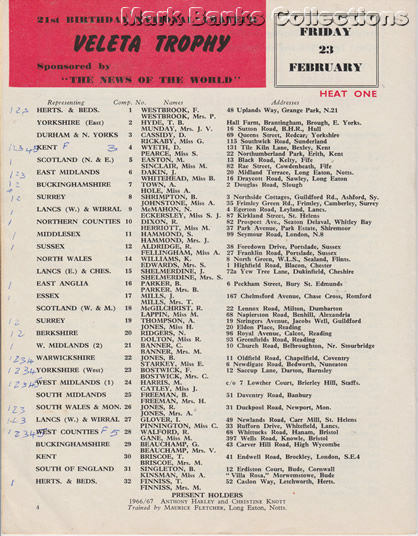 Mark Banks Collections
21st BIRTHDAY NATIONAL
VELETA TROPHY
Sponsored by
"THE NEWS OF THE WORLD"
FRIDAY
23
FEBRUARY
HEAT ONE
Representing Comp. No. Names Addresses
HERTS. & BEDS. 1 WESTBROOK, F. 48 Uplands Way, Grange Park, N.21
WESTBROOK, Mrs. P.
YORKSHIRE (East) 2 HYDE, T. B. Hall Farm, Brantingham, Brough, E. Yorks.
MUNDAY, Mrs. J. V. 16 Sutton Road, B.H.R., Hull
DURHAM & N. YORKS 3 CASSIDY, D. 69 Queens Street, Redcar, Yorkshire
RICKABY, Miss G. 115 Southwick Road, Sunderland
KENT 4 WYETH, D. 131 Tile Kiln Lane, Bexley, Kent
PEARCE, Miss S. 22 Northumberland Park, Erith, Kent
SCOTLAND (N. & E.) 5 EASTON, M. 13 Black Road, Kelty, Fife
SINCLAIR, Miss M. 82 Rae Street, Cowdenbeath, Fife
EAST MIDLANDS 6 DAKIN, J. 20 Midland Terrace, Long Eaton, Notts.
WHITEHEAD, Miss B. 16 Draycott Road, Sawley, Long Eaton
BUCKINGHAMSHIRE 7 TOWN, A. 2 Douglas Road, Slough
HOLE, Miss A.
SURREY 8 SHRIMPTON, B. 3 Northside Cottages, Guildford Rd., Ashford, Sy.
JOHNSTONE, Miss A. 35 Frimley Green Rd., Frimley, Camberley, Surrey
LANCS (W.) & WIRRAL 9 MEADOWS, N. 4 Egerton Road, Leyland, Lancs.
ECKERSLEY, Miss S. J. 87 Kirkland Street, St. Helens
NORTHERN COUNTIES 10 DIXON, R. 82 Prospect Ave., Seaton Delaval, Whitley Bay
HERRIOTT, Miss M. 27 Park Avenue, Park Estate, Shiremoor
MIDDLESEX 11 HAMMOND, S. 99 Seymour Road, London, N.8
HAMMOND, Mrs. J.
SUSSEX 12 ALDERIGE, R. 38 Foredown Drive, Portslade, Sussex
FELLINGHAM, Miss A. 27 Franklin Road, Portslade, Sussex
NORTH WALES 14 WILLIAMS, K. 8 North Green, W.L.S., Sealand, Flints.
EDWARDS, Miss S. 1 Highfield Road, Blacon, Chester
LANCS (E.) & CHES. 15 SHELMERDINE, J. 72a Yew Tree Lane, Dukinfield, Cheshire
SHELMERDINE, Mrs. S.
EAST ANGLIA 16 PARKER, R. 6 Peckham Street, Bury St. Edmunds
PARKER, Mrs. B.
ESSEX 17 MILLS, J. 167 Chelmsford Avenue, Chase Cross, Romford
MILLS, Mrs. T.
SCOTLAND (W. & M.) 18 McGILCHRIST, R. 22 Lennox Road, Milton, Dumbarton
LAPPIN, Miss M. 68 Napierston Road, Benhill, Alexandria
SURREY 19 THOMPSON, A. 19 Steinges Avenue, Jacobs Well, Guildford
JONES, Miss H. 20 Eldon Place, Reading
BERKSHIRE 20 RIDGERS, N. 96 Royal Avenue, Calcot, Reading
DOLTON, Miss R. 93 Greenfields Road, Reading
W. MIDLANDS (2) 21 BANNER, C. 10 Church Road, Belbroughton, Nr. Stourbridge
BANNER, Mrs. M.
WARWICKSHIRE 22 JONES, B. 11 Oldfield Road, Chapelfield, Coventry
STARKEY, Miss E. 6 Newdigate Road, Bedworth, Nuneaton
YORKSHIRE (West) 23 BOSTWICK, F. 12 Saccup Lane, Darton, Barnsley
BOSTWICK, Mrs. C.
WEST MIDLANDS (1) 24 HARRIS, M. c/o 7 Lowther Court, Brierley Hill, Staffs.
CATLEY, Miss J.
SOUTH MIDLANDS 25 FREEMAN, B. 51 Daventry Road, Banbury
FREEMAN, Mrs. H.
SOUTH WALES & MON. 26 JONES, R. 31 Duckpool Road, Newport, Mon.
JONES, Mrs. A.
LANCS (W.) & WIRRAL 27 GLOVER, I. 49 Newlands Road, Carr Mill, St. Helens
PINNINGTON, Miss C. 33 Rufford Drive, Whitefield, Lancs.
WEST COUNTIES 28 WALFORD, R. 68 Whittucks Road, Hanam, Bristol
GANE, Miss M. 397 Wells Road, Knowle, Bristol
BUCKINGHAMSHIRE 29 BEAUCHAMP, G. 43 Carver Hill Road, High Wycombe
BEAUCHAMP, Mrs. V.
KENT 30 BRISCOE, T. 41 Endwell Road, Brockley, London, S.E.4
BRISCOE, Mrs. M.
SOUTH OF ENGLAND 31 SINGLETON, B. 12 Erdiston Court, Bude, Cornwall
KINSMAN, Miss A. "Villa Rosa," Morwenstowe, Bude
HERTS. & BEDS. 32 FINNISS, T. 52 Caslon Way, Letchworth, Herts.
FINNISS, Mrs. M.
PRESENT HOLDERS
1966/67 ANTHONY HARLEY and CHRISTINE KNOTT
Trained by MAURICE FLETCHER, Long Eaton, Notts.
4